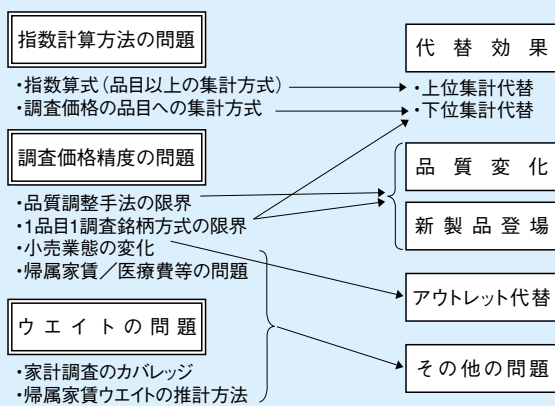 指数計算方法の問題
・指数算式(品目以上の集計方式)
・調査価格の品目への集計方式
調査価格精度の問題
・品質調整手法の限界
・1品目1調査銘柄方式の限界
・小売業態の変化
・帰属家賃/医療費等の問題
ウエイトの問題
・家計調査のカバレッジ
・帰属家賃ウエイトの推計方法
代替効果
・上位集計代替
・下位集計代替
品質変化
新製品登場
アウトレット代替
その他の問題